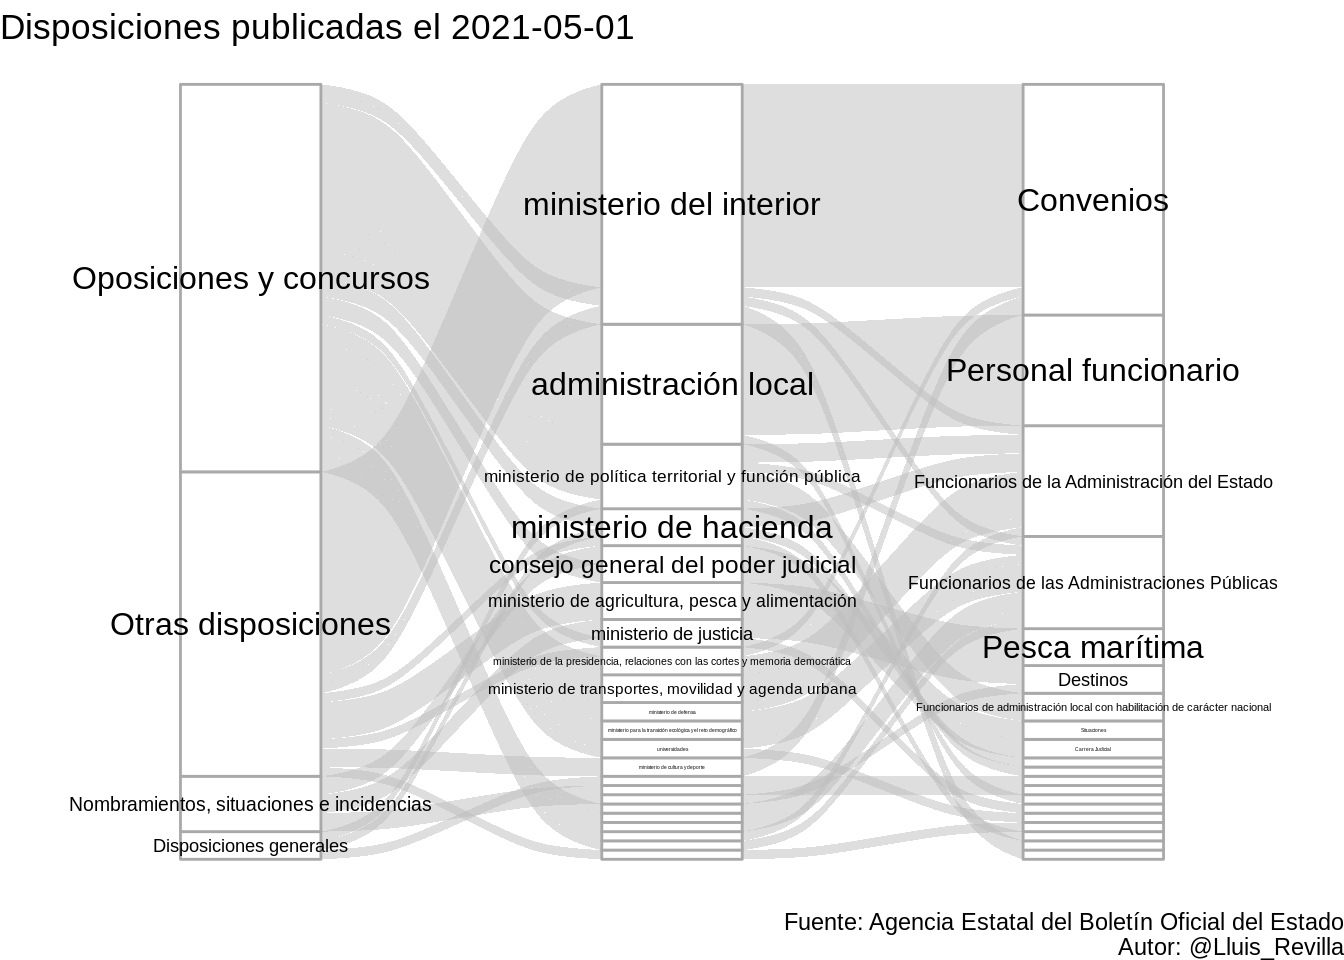 Disposiciones publicadas el 2021-05-01
Oposiciones y concursos
Otras disposiciones
Nombramientos, situaciones e incidencias
Disposiciones generales
ministerio del interior
administración local
ministerio de política territorial y función pública
ministerio de hacienda
consejo general del poder judicial
ministerio de agricultura, pesca y alimentación
ministerio de justicia
ministerio de la presidencia, relaciones con las cortes y memoria democrática
ministerio de transportes, movilidad y agenda urbana
ministerio de defensa
ministerio para la transición ecológica y el reto demográfico
universidades
ministerio de cultura y deporte
Convenios
Personal funcionario
Funcionarios de la Administración del Estado
Funcionarios de las Administraciones Públicas
Pesca marítima
Destinos
Funcionarios de administración local con habilitación de carácter nacional
Situaciones
Carrera Judicial
Fuente: Agencia Estatal del Boletín Oficial del Estado
Autor: @Lluis_Revilla